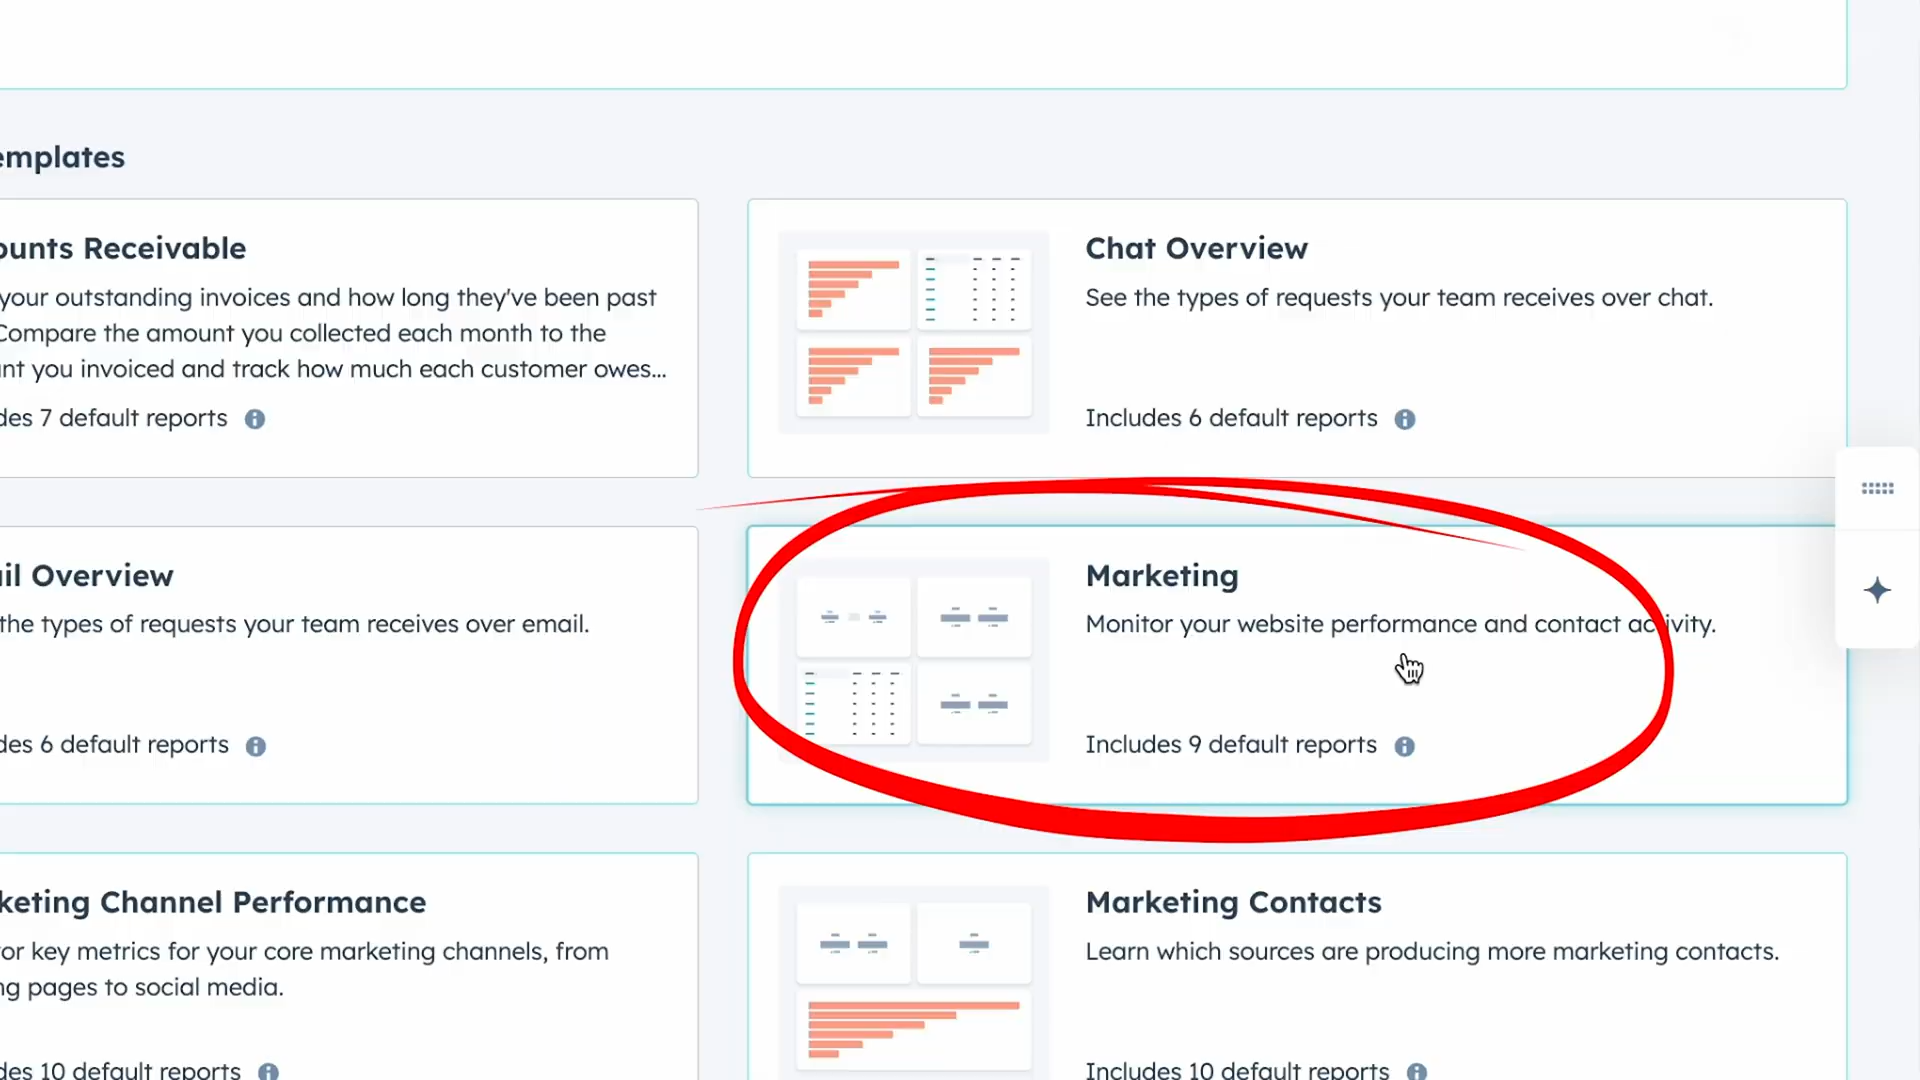 emplates
ounts Receivable
your outstanding invoices and how long they've been past
Compare the amount you collected each month to the
nt you invoiced and track how much each customer owes...
des 7 default reports
Chat Overview
See the types of requests your team receives over chat.
Includes 6 default reports
il Overview
the types of requests your team receives over email.
des 6 default reports
Marketing
Monitor your website performance and contact activity.
Includes 9 default reports
keting Channel Performance
or key metrics for your core marketing channels, from
ng pages to social media.
des 10 default reports
Marketing Contacts
Learn which sources are producing more marketing contacts.
Includes 10 default reports